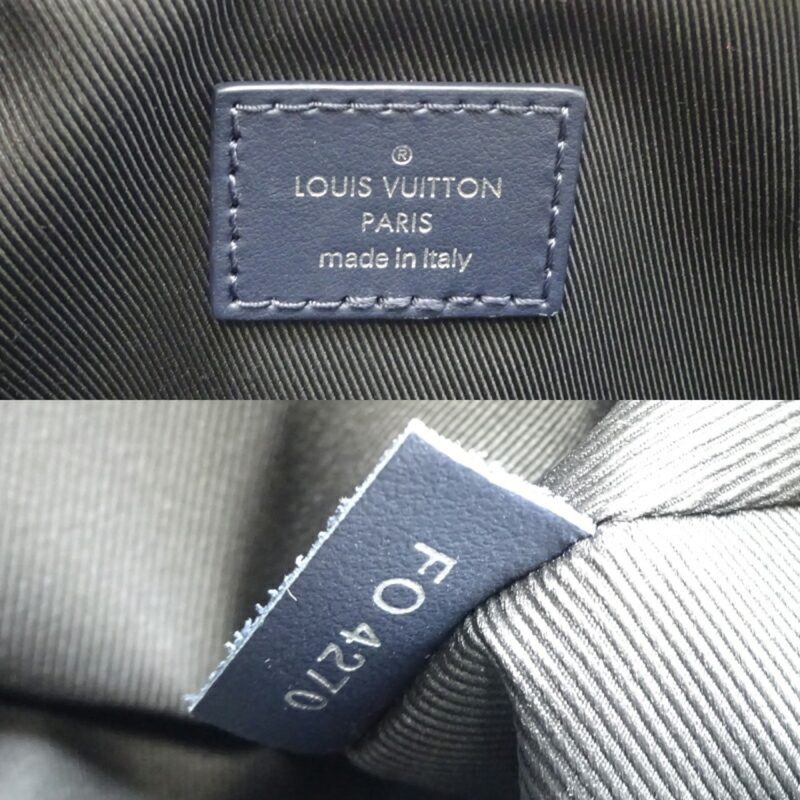 ®
LOUIS VUITTON
PARIS
made in Italy
FO 4270